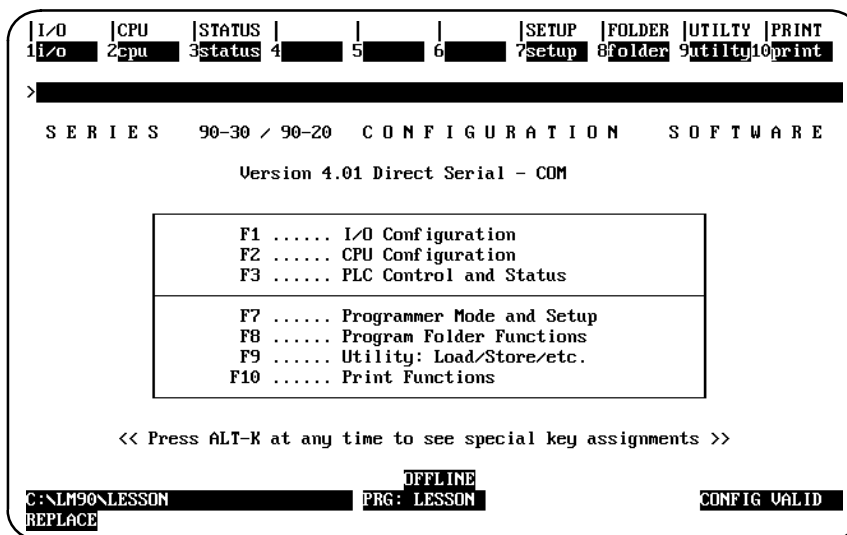 |I/O |CPU |STATUS | | | |SETUP |FOLDER |UTILTY |PRINT
1i/o 2cpu 3status 4 5 6 7setup 8folder 9utilty10print
>
S E R I E S 90-30 / 90-20 C O N F I G U R A T I O N S O F T W A R E
Version 4.01 Direct Serial - COM
F1 ...... I/O Configuration
F2 ...... CPU Configuration
F3 ...... PLC Control and Status
F7 ...... Programmer Mode and Setup
F8 ...... Program Folder Functions
F9 ...... Utility: Load/Store/etc.
F10 ...... Print Functions
<< Press ALT-K at any time to see special key assignments >>
OFFLINE
C:\LM90\LESSON PRG: LESSON CONFIG VALID
REPLACE